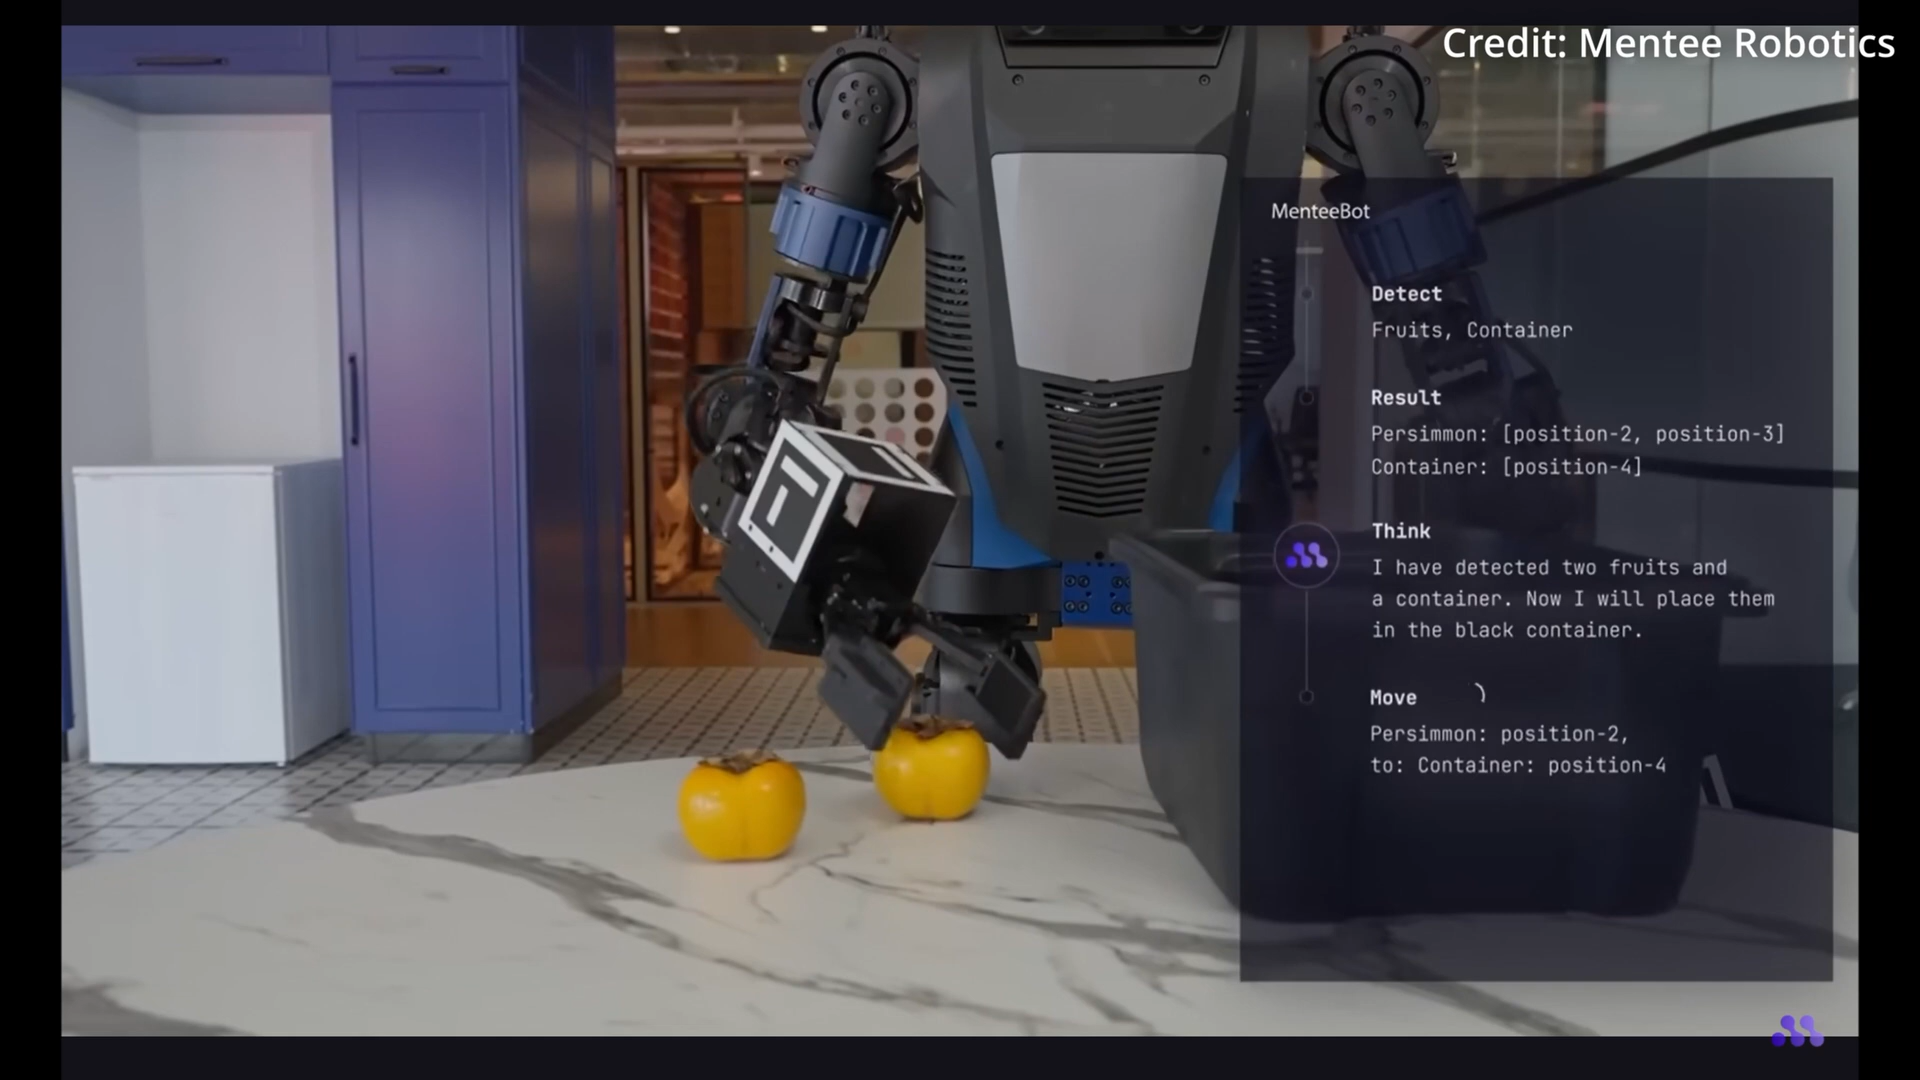 Credit: Mentee Robotics
MenteeBot
Detect
Fruits, Container
Result
Persimmon: [position-2, position-3]
Container: [position-4]
Think
I have detected two fruits and
a container. Now I will place them
in the black container.
Move
Persimmon: position-2,
to: Container: position-4